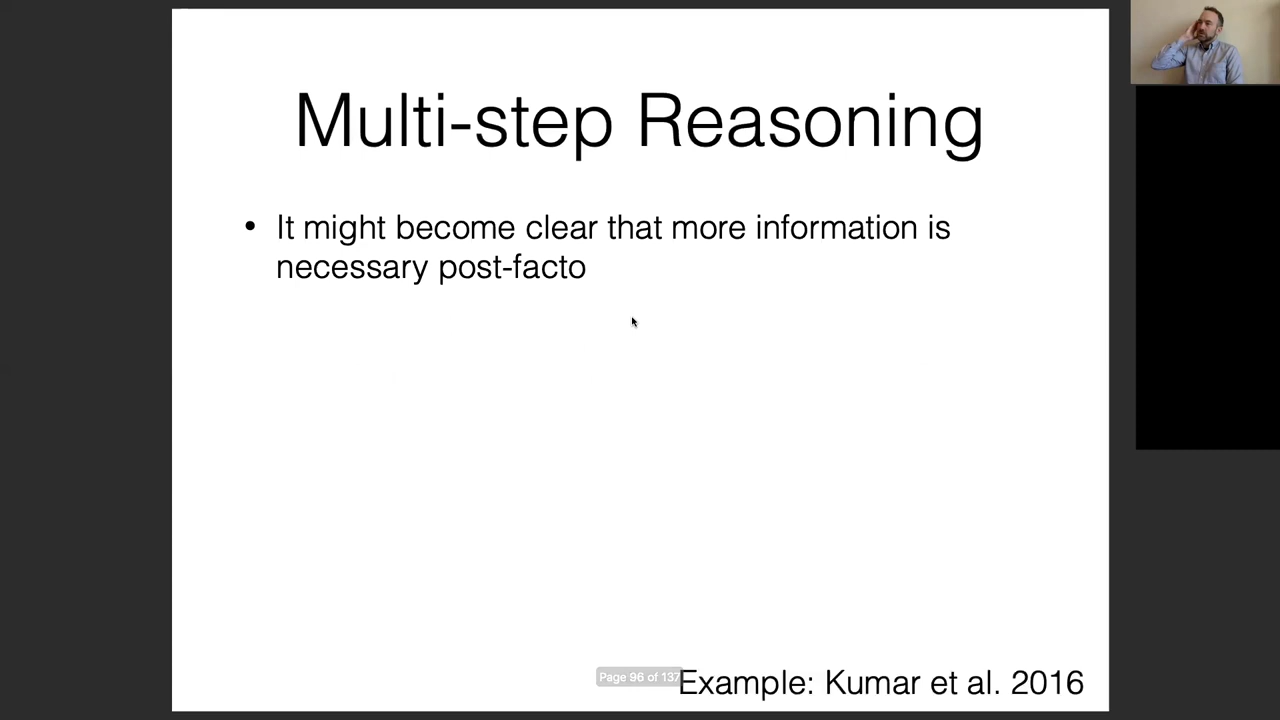 Multi-step Reasoning
• It might become clear that more information is
necessary post-facto
Page 96 of 137
Example: Kumar et al. 2016